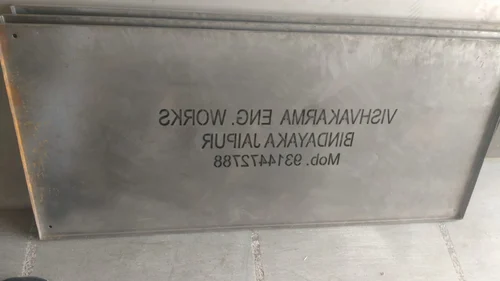 VISHVAKARMA ENG. WORKS
BINDAYAKA JAIPUR
Mob. 9314472788